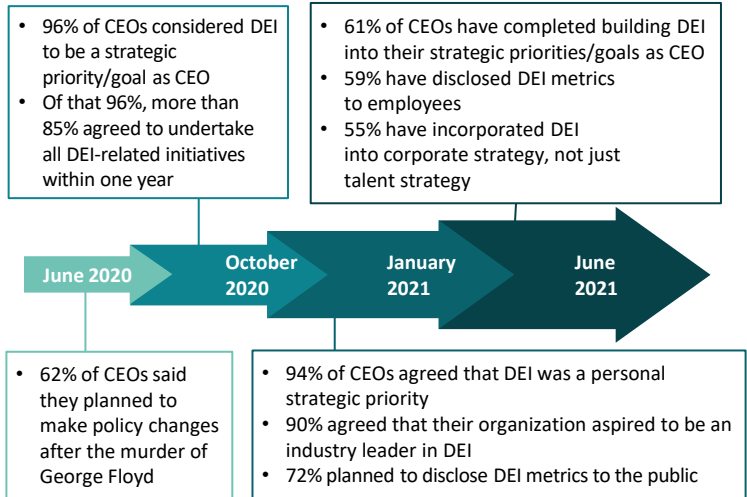 • 96% of CEOs considered DEI
to be a strategic
priority/goal as CEO
• Of that 96%, more than
85% agreed to undertake
all DEI-related initiatives
within one year
• 61% of CEOs have completed building DEI
into their strategic priorities/goals as CEO
• 59% have disclosed DEI metrics
to employees
• 55% have incorporated DEI
into corporate strategy, not just
talent strategy
June 2020
October
2020
January
2021
June
2021
• 62% of CEOs said
they planned to
make policy changes
after the murder of
George Floyd
• 94% of CEOs agreed that DEI was a personal
strategic priority
• 90% agreed that their organization aspired to be an
industry leader in DEI
• 72% planned to disclose DEI metrics to the public